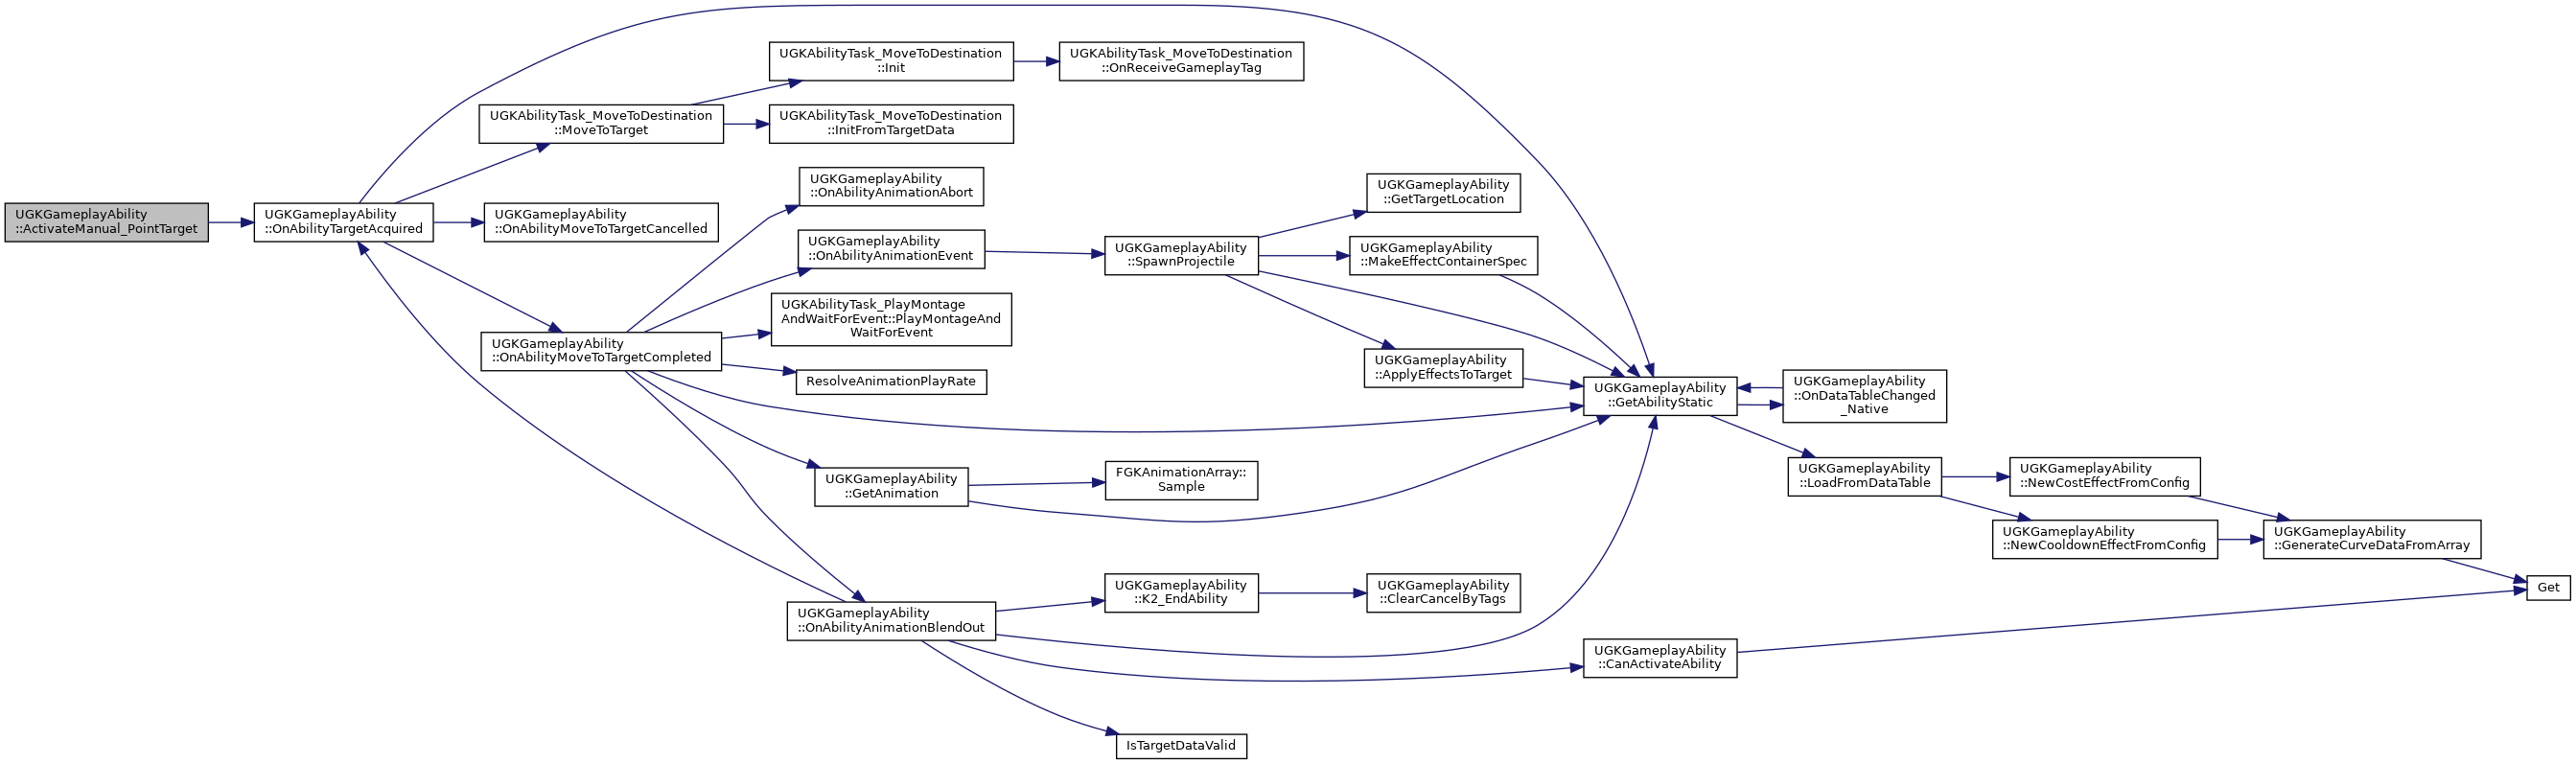 UGKGameplayAbility
::ActivateManual_PointTarget
UGKGameplayAbility
::OnAbilityTargetAcquired
UGKAbilityTask_MoveToDestination
::MoveToTarget
UGKAbilityTask_MoveToDestination
::Init
UGKAbilityTask_MoveToDestination
::OnReceiveGameplayTag
UGKAbilityTask_MoveToDestination
::InitFromTargetData
UGKGameplayAbility
::OnAbilityMoveToTargetCancelled
UGKGameplayAbility
::OnAbilityMoveToTargetCompleted
UGKGameplayAbility
::OnAbilityAnimationAbort
UGKGameplayAbility
::OnAbilityAnimationEvent
UGKAbilityTask_PlayMontage
AndWaitForEvent::PlayMontageAnd
WaitForEvent
ResolveAnimationPlayRate
UGKGameplayAbility
::GetAnimation
UGKGameplayAbility
::OnAbilityAnimationBlendOut
UGKGameplayAbility
::SpawnProjectile
UGKGameplayAbility
::GetTargetLocation
UGKGameplayAbility
::MakeEffectContainerSpec
UGKGameplayAbility
::ApplyEffectsToTarget
FGKAnimationArray::
Sample
UGKGameplayAbility
::K2_EndAbility
UGKGameplayAbility
::ClearCancelByTags
IsTargetDataValid
UGKGameplayAbility
::GetAbilityStatic
UGKGameplayAbility
::CanActivateAbility
UGKGameplayAbility
::OnDataTableChanged
_Native
UGKGameplayAbility
::LoadFromDataTable
UGKGameplayAbility
::NewCostEffectFromConfig
UGKGameplayAbility
::NewCooldownEffectFromConfig
UGKGameplayAbility
::GenerateCurveDataFromArray
Get